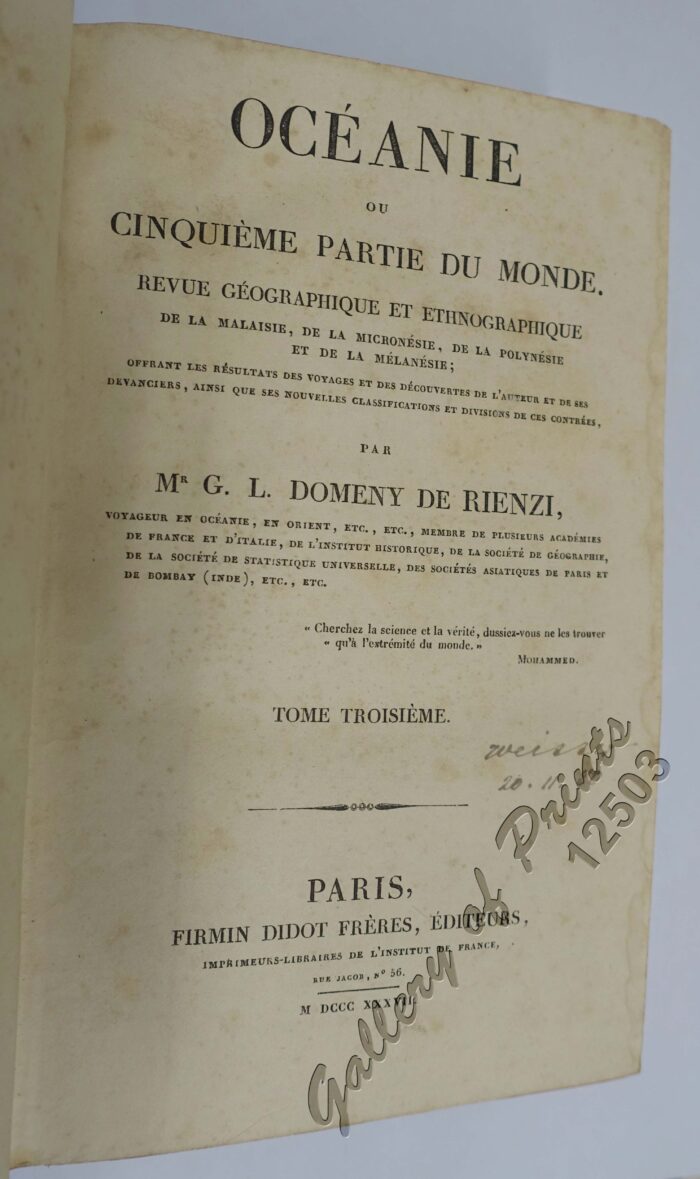 OCÉANIE
OU
CINQUIÈME PARTIE DU MONDE.
REVUE GÉOGRAPHIQUE ET ETHNOGRAPHIQUE
DE LA MALAISIE, DE LA MICRONÉSIE, DE LA POLYNÉSIE
ET DE LA MÉLANÉSIE;
OFFRANT LES RÉSULTATS DES VOYAGES ET DES DÉCOUVERTES DE L'AUTEUR ET DE SES
DEVANCIERS, AINSI QUE SES NOUVELLES CLASSIFICATIONS ET DIVISIONS DE CES CONTRÉES,
PAR
MR G. L. DOMENY DE RIENZI,
VOYAGEUR EN OCÉANIE, EN ORIENT, ETC., ETC., MEMBRE DE PLUSIEURS ACADÉMIES
DE FRANCE ET D'ITALIE, DE L'INSTITUT HISTORIQUE, DE LA SOCIÉTÉ DE GÉOGRAPHIE,
DE LA SOCIÉTÉ DE STATISTIQUE UNIVERSELLE, DES SOCIÉTÉS ASIATIQUES DE PARIS ET
DE BOMBAY (INDE), ETC., ETC.
« Cherchez la science et la vérité, dussiez-vous ne les trouver
« qu'à l'extrémité du monde. »
MOHAMMED.
TOME TROISIÈME.
20. 11
PARIS,
FIRMIN DIDOT FRÈRES, ÉDITEURS,
IMPRIMEURS-LIBRAIRES DE L'INSTITUT DE FRANCE,
RUE JACOB, Nº 56.
M DCCC XXXVII.
Gallery of Prints
12503